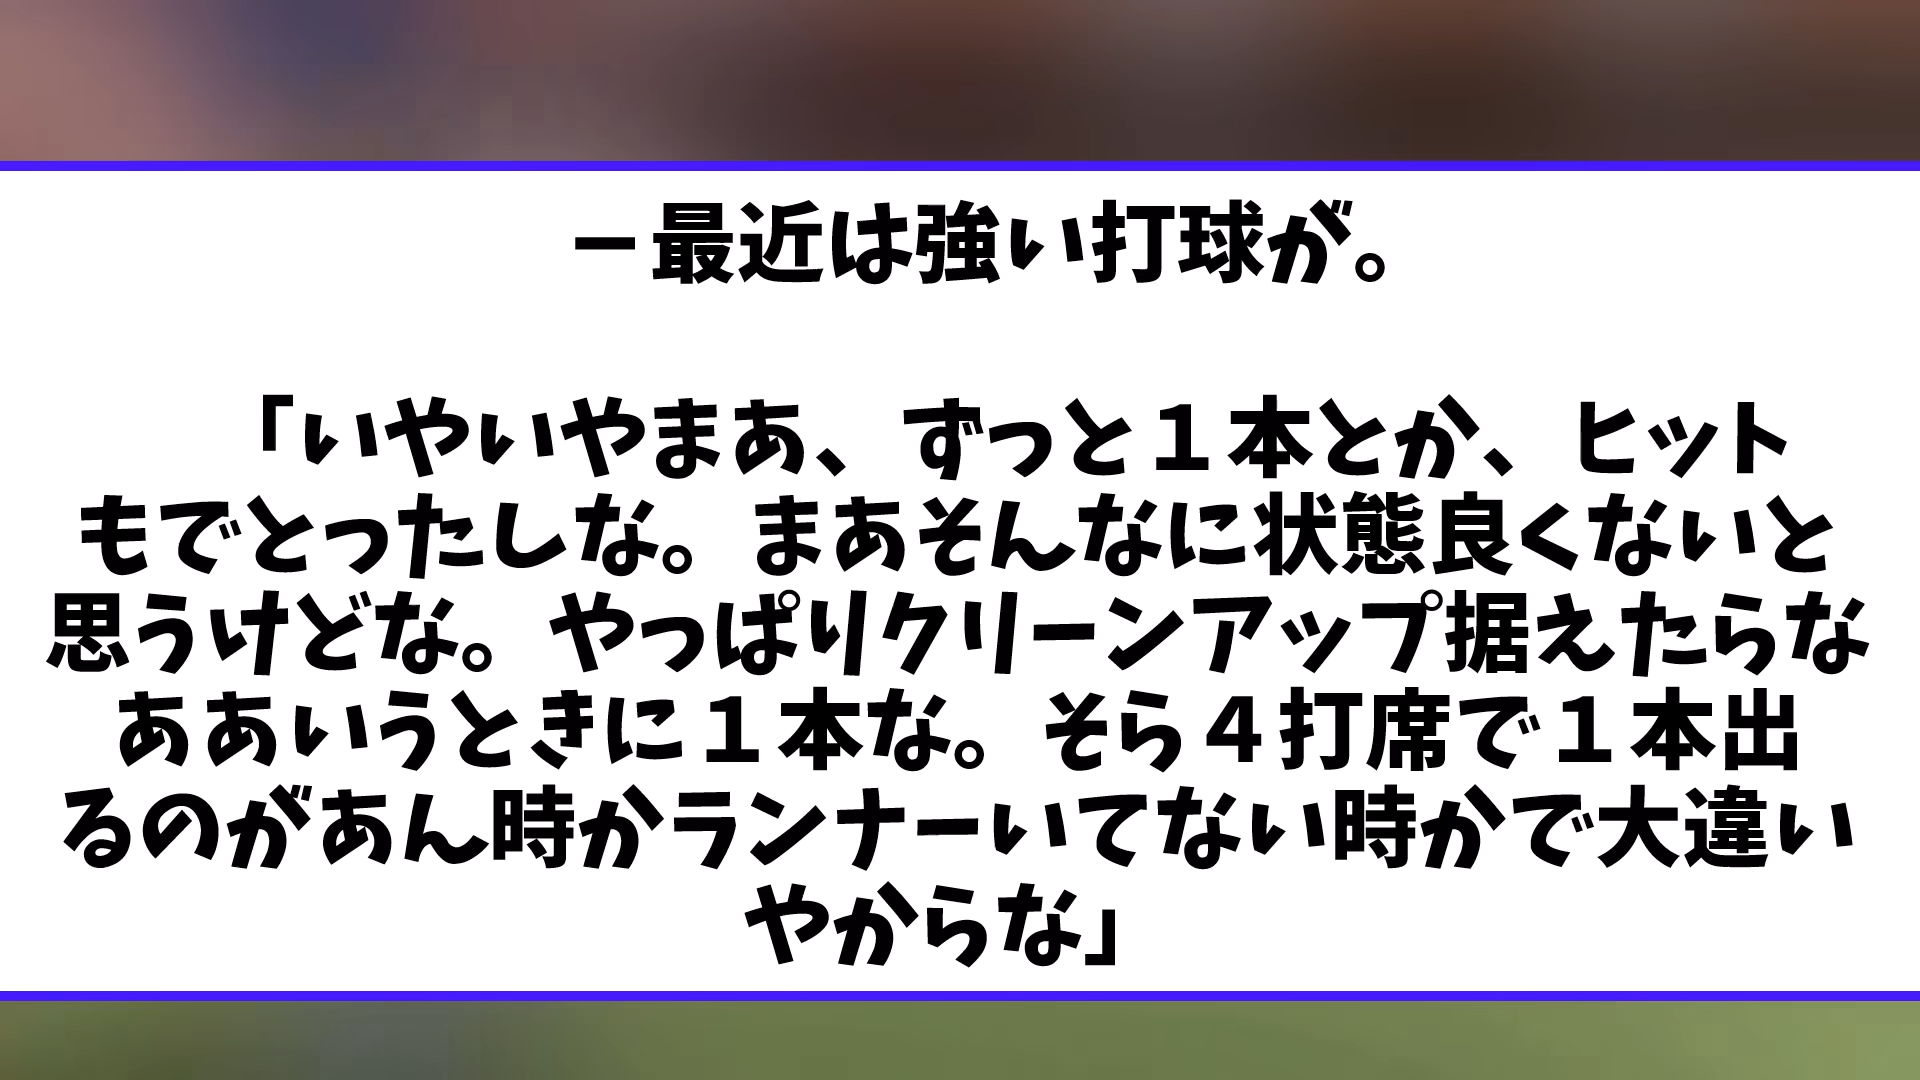 －最近は強い打球が。
「いやいやまあ、ずっと１本とか、ヒット
もでとったしな。まあそんなに状態良くないと
思うけどな。やっぱりクリーンアップ据えたらな
ああいうときに１本な。そら４打席で１本出
るのがあん時かランナーいてない時かで大違い
やからな」